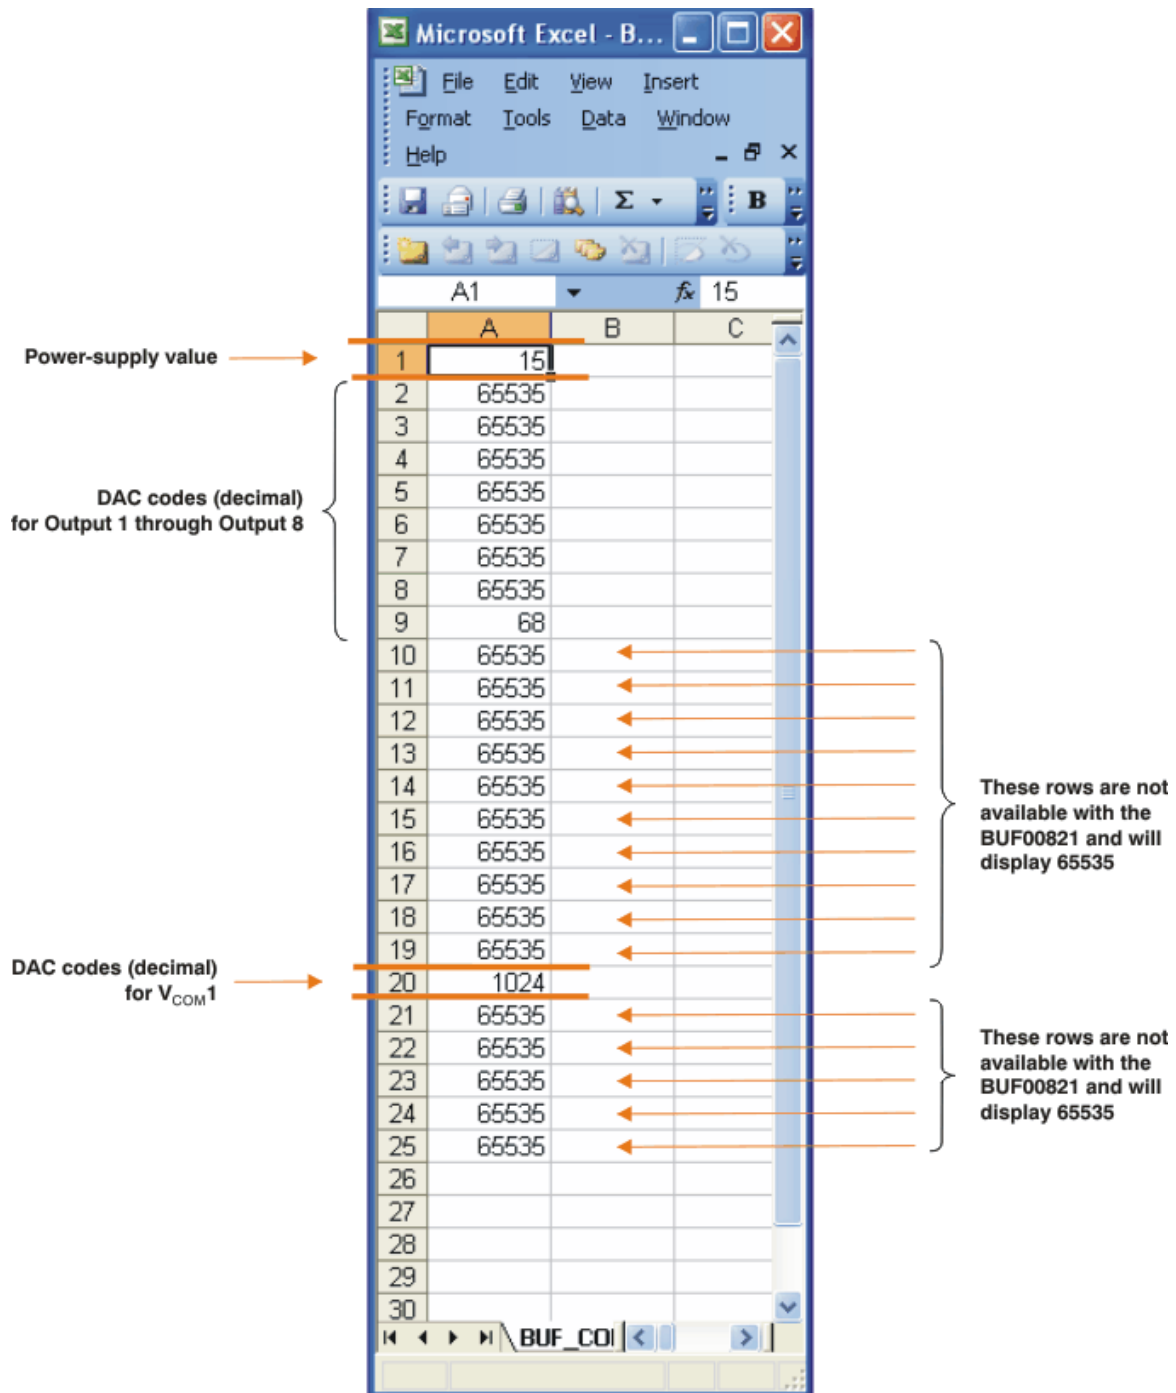 Microsoft Excel - B...
File Edit View Insert
Format Tools Data Window
Help
Σ B
A1 fx 15
A B C
Power-supply value
1 15
2 65535
3 65535
4 65535
5 65535
DAC codes (decimal)
for Output 1 through Output 8
6 65535
7 65535
8 65535
9 68
10 65535
11 65535
12 65535
13 65535
14 65535
15 65535
16 65535
17 65535
18 65535
19 65535
These rows are not
available with the
BUF00821 and will
display 65535
DAC codes (decimal)
for VCOM1
20 1024
21 65535
22 65535
23 65535
24 65535
25 65535
These rows are not
available with the
BUF00821 and will
display 65535
26
27
28
29
30
BUF_CO